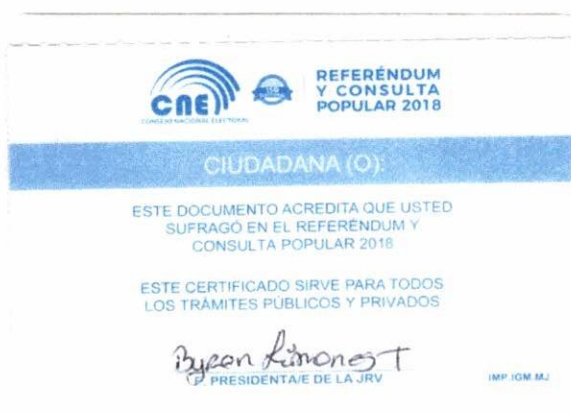 CNE
CONSEJO NACIONAL ELECTORAL
REFERÉNDUM
Y CONSULTA
POPULAR 2018
CIUDADANA (O):
ESTE DOCUMENTO ACREDITA QUE USTED
SUFRAGÓ EN EL REFERÉNDUM Y
CONSULTA POPULAR 2018
ESTE CERTIFICADO SIRVE PARA TODOS
LOS TRÁMITES PÚBLICOS Y PRIVADOS
Byron Limones T
PRESIDENTA/E DE LA JRV
IMP.IGM.MJ